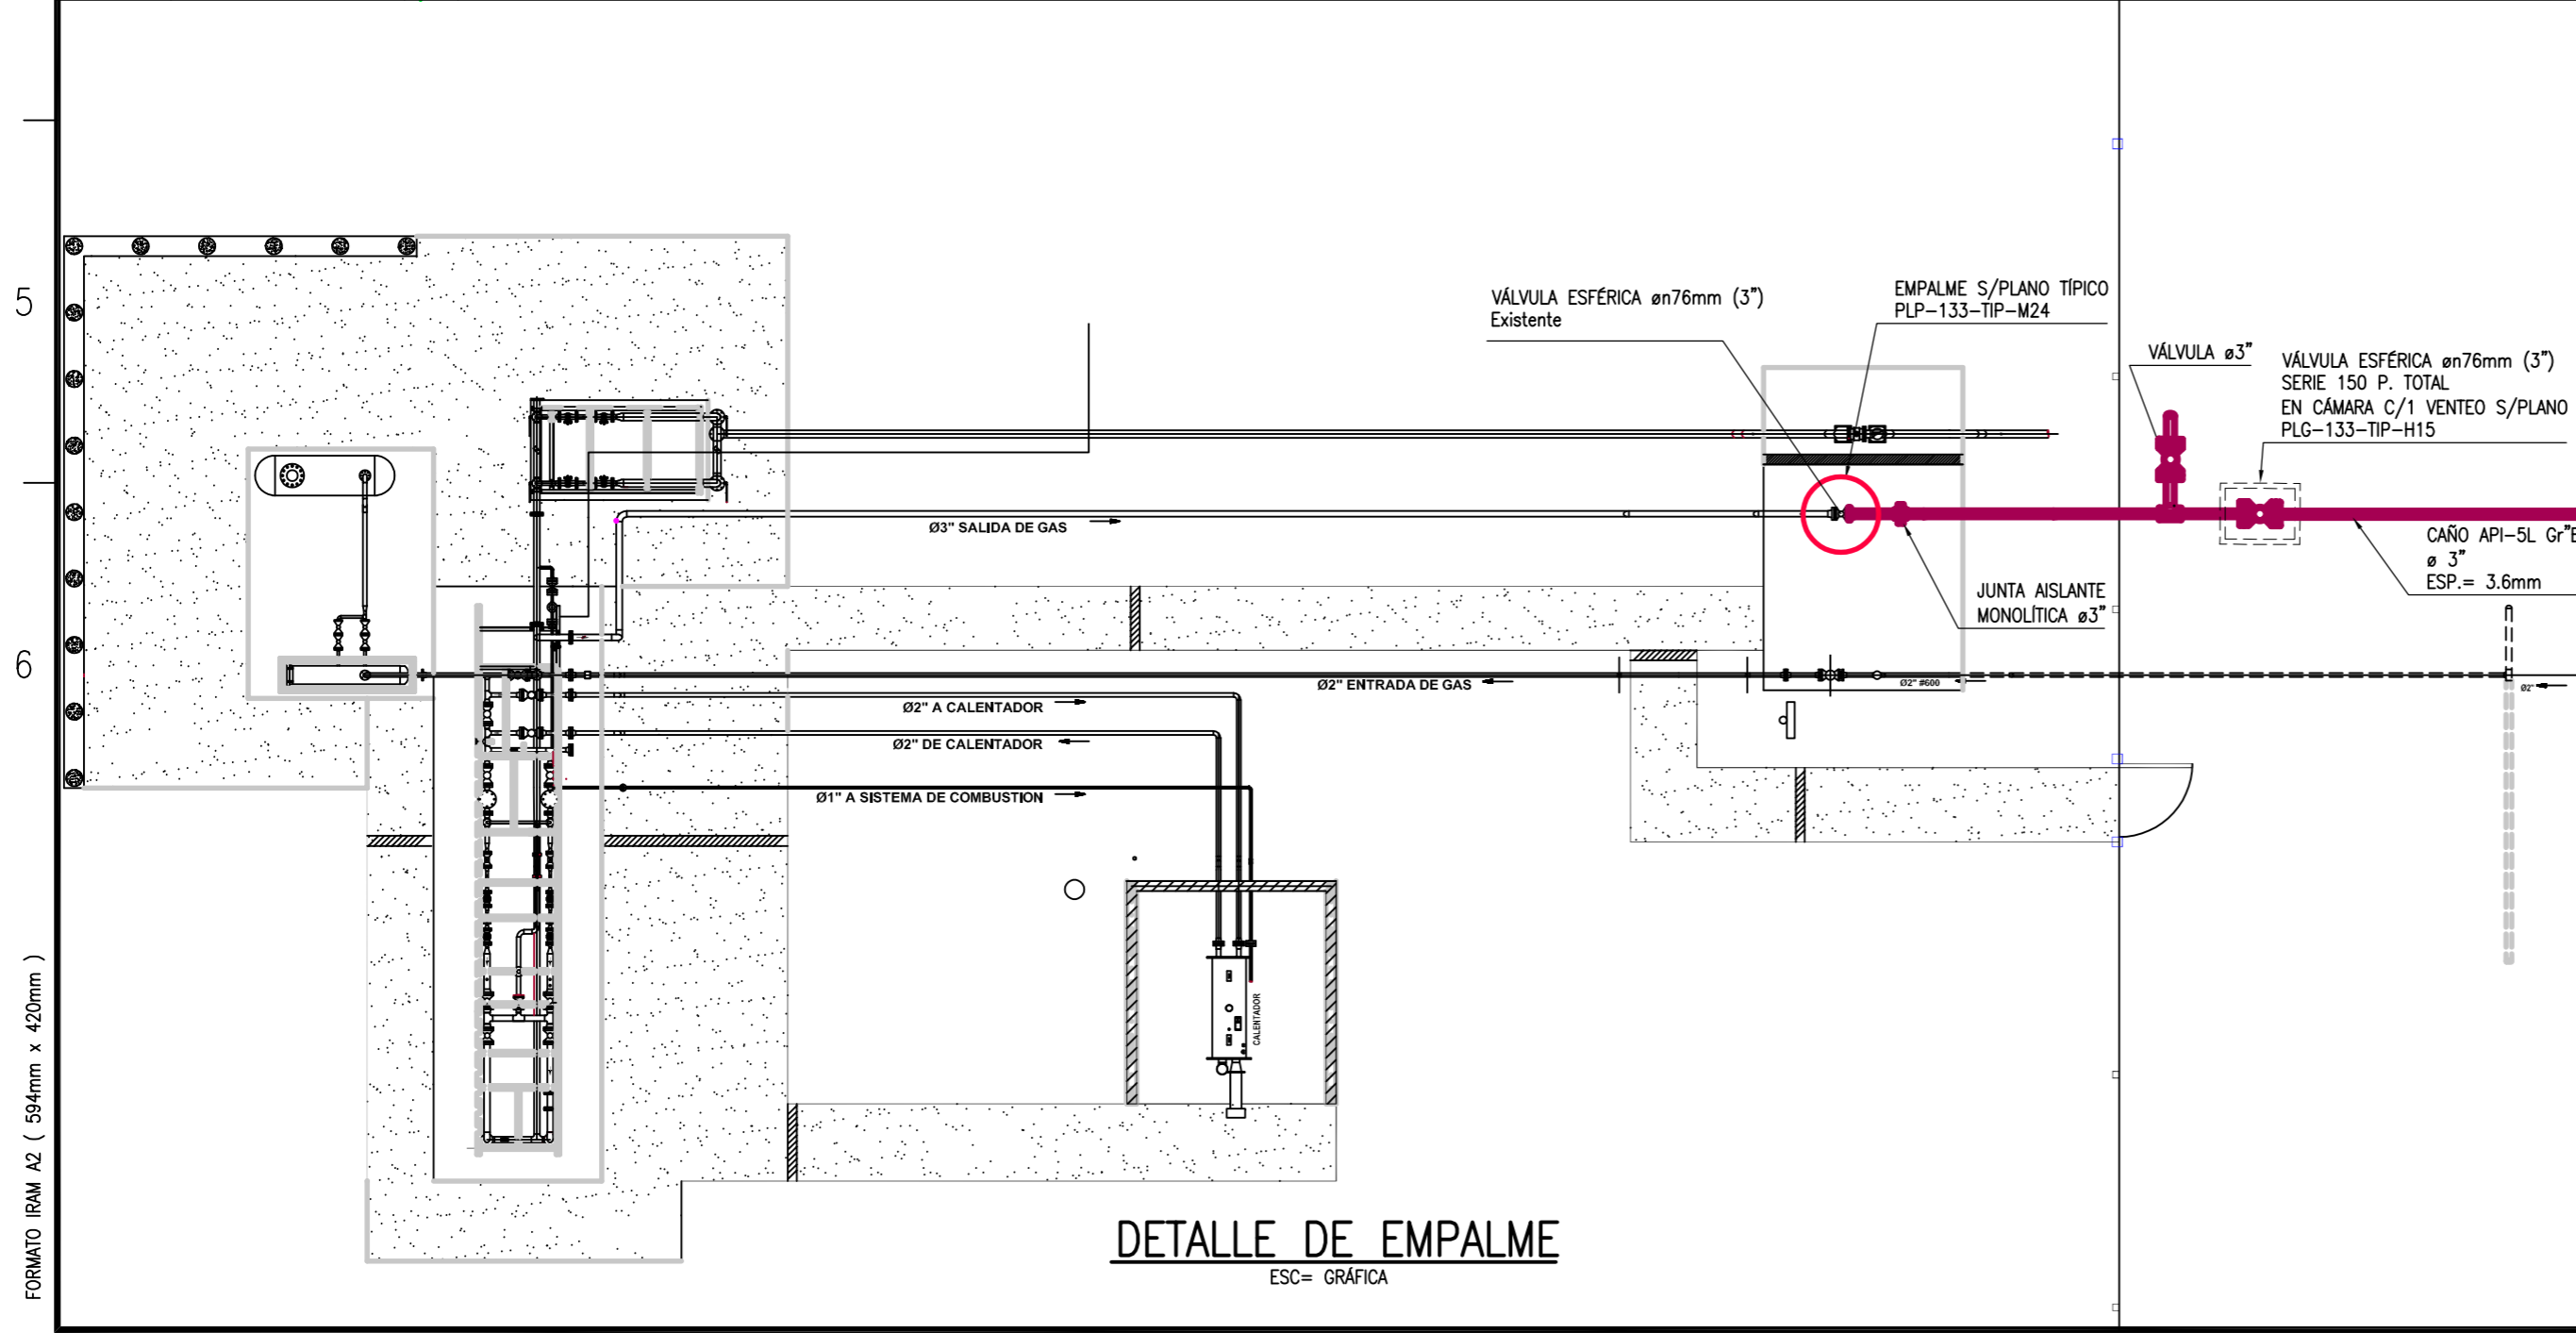 5
6
FORMATO IRAM A2 ( 594mm x 420mm )
VÁLVULA ESFÉRICA øn76mm (3")
Existente
EMPALME S/PLANO TÍPICO
PLP-133-TIP-M24
VÁLVULA ø3"
VÁLVULA ESFÉRICA øn76mm (3")
SERIE 150 P. TOTAL
EN CÁMARA C/1 VENTEO S/PLANO
PLG-133-TIP-H15
CAÑO API-5L
ø 3"
ESP.= 3.6mm
JUNTA AISLANTE
MONOLÍTICA ø3"
Ø3" SALIDA DE GAS
Ø2" ENTRADA DE GAS
Ø2" #600
Ø2"
Ø2" A CALENTADOR
Ø2" DE CALENTADOR
Ø1" A SISTEMA DE COMBUSTION
CALENTADOR
DETALLE DE EMPALME
ESC= GRÁFICA